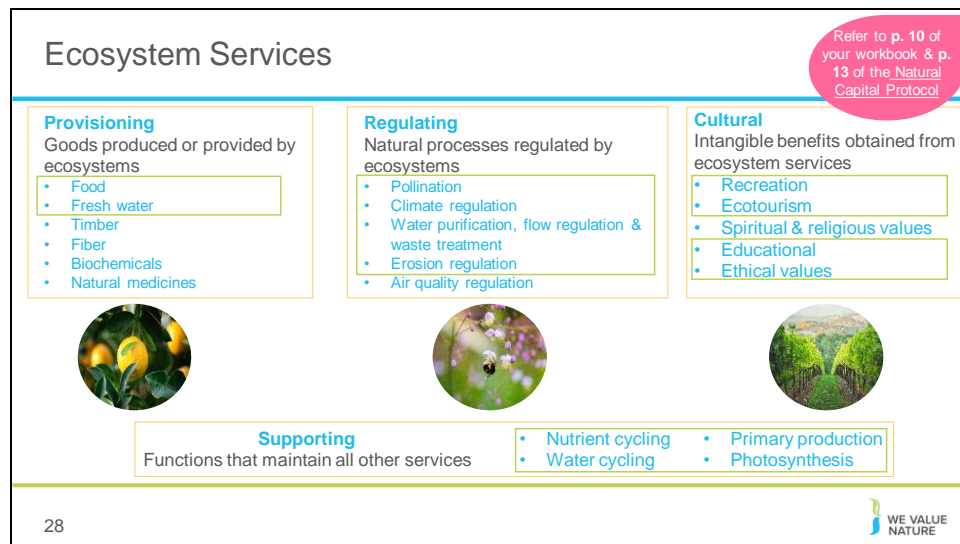 Ecosystem Services
Refer to p. 10 of
your workbook & p.
13 of the Natural
Capital Protocol
Provisioning
Goods produced or provided by
ecosystems
• Food
• Fresh water
• Timber
• Fiber
• Biochemicals
• Natural medicines
Regulating
Natural processes regulated by
ecosystems
• Pollination
• Climate regulation
• Water purification, flow regulation &
waste treatment
• Erosion regulation
• Air quality regulation
Cultural
Intangible benefits obtained from
ecosystem services
• Recreation
• Ecotourism
• Spiritual & religious values
• Educational
• Ethical values
Supporting
Functions that maintain all other services
• Nutrient cycling
• Water cycling
• Primary production
• Photosynthesis
28
WE VALUE
NATURE